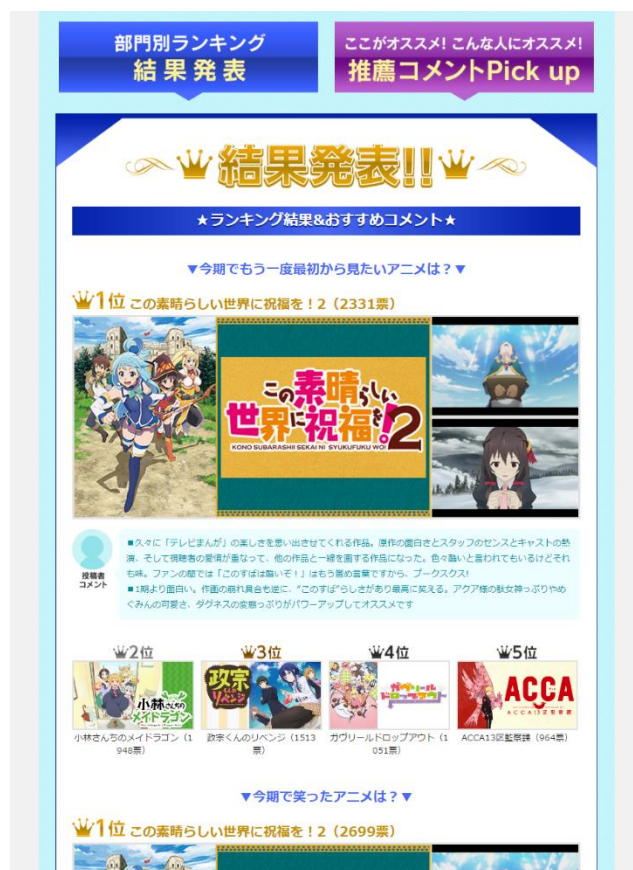 部門別ランキング
結果発表
ここがオススメ! こんな人にオススメ!
推薦コメントPick up
結果発表!!
★ランキング結果&おすすめコメント★
▼今期でもう一度最初から見たいアニメは？▼
1位 この素晴らしい世界に祝福を！2（2331票）
この素晴らしい
世界に祝福を!2
KONO SUBARASHII SEKAI NI SYUKUFUKU WO!
■久々に「テレビまんが」の楽しさを思い出させてくれる作品。原作の面白さとスタッフのセンスとキャストの熱
演、そして視聴者の愛情が重なって、他の作品と一線を画する作品になった。色々酷いと言われてもいるけどそれ
も味。ファンの間では「このすばは酷いぞ！」はもう褒め言葉ですから、プークスクス!
■1期より面白い。作画の崩れ具合も逆に、“このすば”らしさがあり最高に笑える。アクア様の駄女神っぷりやめ
ぐみんの可愛さ、ダグネスの変態っぷりがパワーアップしてオススメです
投稿者
コメント
2位
3位
4位
5位
小林さんちの
メイドラゴン
政宗くんの
リベンジ
ガヴリール
ドロップアウト
ACCA
ACCA13区監察課
小林さんちのメイドラゴン（1
948票）
政宗くんのリベンジ（1513
票）
ガヴリールドロップアウト（1
051票）
ACCA13区監察課（964票）
▼今期で笑ったアニメは？▼
1位 この素晴らしい世界に祝福を！2（2699票）